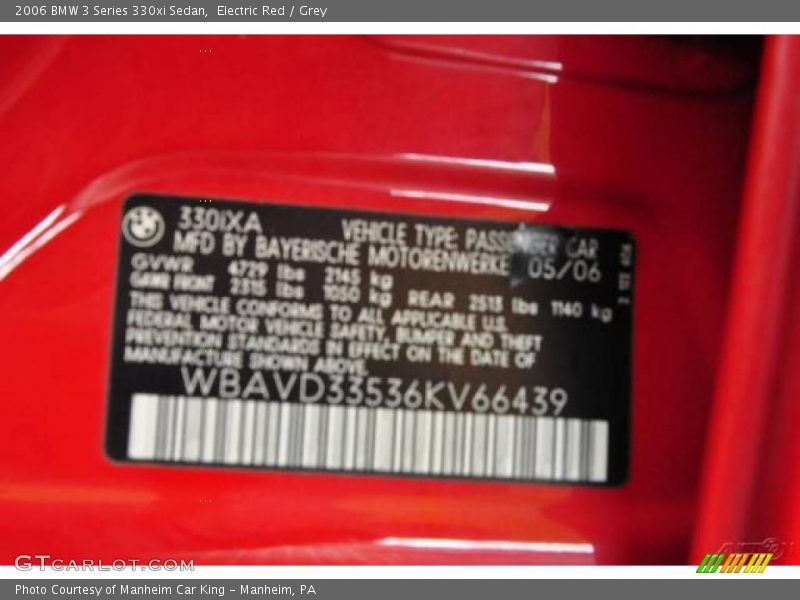 2006 BMW 3 Series 330xi Sedan,  Electric Red / Grey
330IXA
VEHICLE TYPE: PASSENGER CAR
MFD BY BAYERISCHE MOTORENWERKE 05/06
GVWR 4729 lbs 2145 kg
GAWR FRONT 2315 lbs 1050 kg REAR 2513 lbs 1140 kg
THIS VEHICLE CONFORMS TO ALL APPLICABLE U.S.
FEDERAL MOTOR VEHICLE SAFETY, BUMPER AND THEFT
PREVENTION STANDARDS IN EFFECT ON THE DATE OF
MANUFACTURE SHOWN ABOVE.
WBAVD33536KV66439
GTCARLOT.COM
Photo Courtesy of Manheim Car King - Manheim, PA